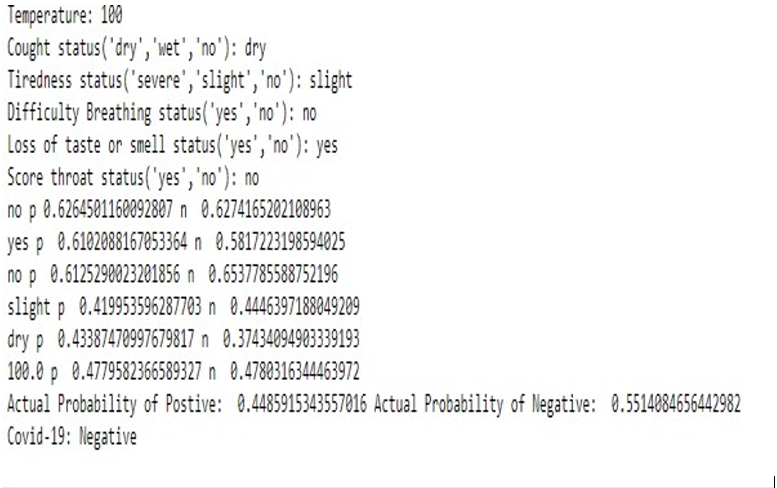 Temperature: 100
Cought status('dry','wet','no'): dry
Tiredness status('severe','slight','no'): slight
Difficulty Breathing status('yes','no'): no
Loss of taste or smell status('yes','no'): yes
Score throat status('yes','no'): no
no p 0.6264501160092807 n  0.6274165202108963
yes p  0.6102088167053364 n  0.5817223198594025
no p  0.6125290023201856 n  0.6537785588752196
slight p  0.419953596287703 n  0.4446397188049209
dry p  0.43387470997679817 n  0.37434094903339193
100.0 p  0.4779582366589327 n  0.4780316344463972
Actual Probability of Postive:  0.4485915343557016 Actual Probability of Negative:  0.5514084656442982
Covid-19: Negative